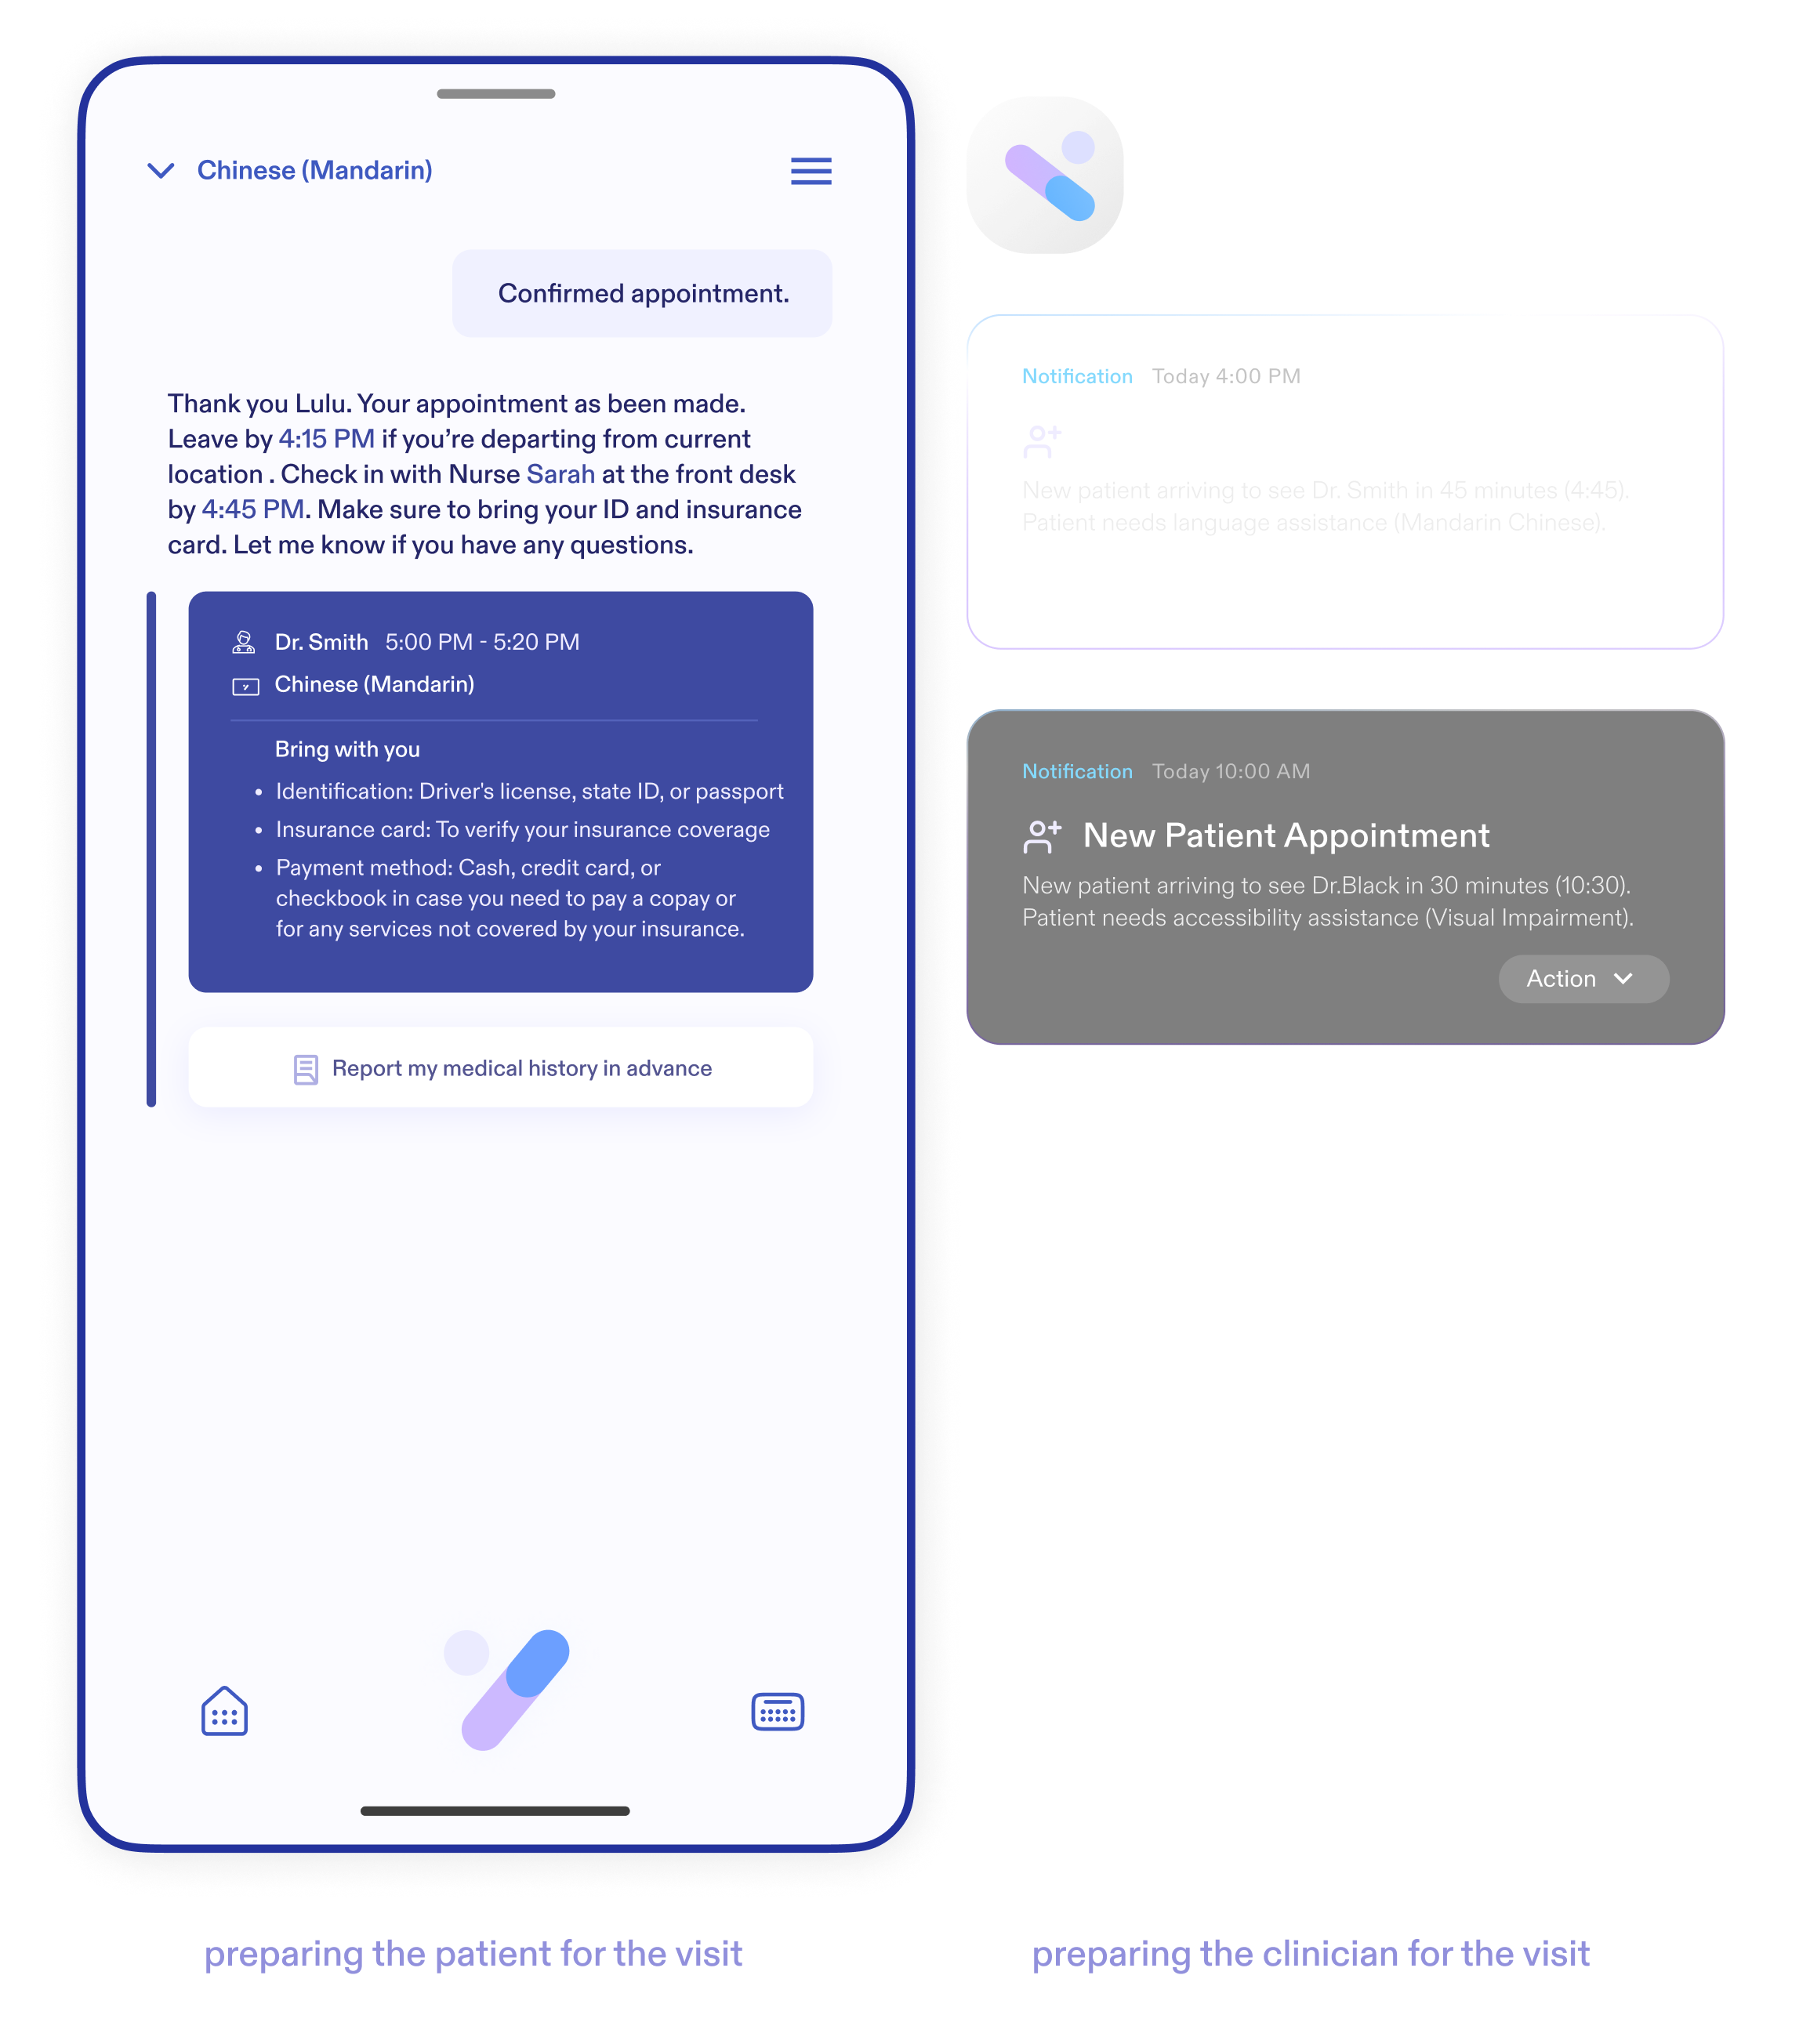 Chinese (Mandarin)
Confirmed appointment.
Thank you Lulu. Your appointment as been made.
Leave by 4:15 PM if you’re departing from current
location . Check in with Nurse Sarah at the front desk
by 4:45 PM. Make sure to bring your ID and insurance
card. Let me know if you have any questions.
Dr. Smith 5:00 PM - 5:20 PM
Chinese (Mandarin)
Bring with you
• Identification: Driver's license, state ID, or passport
• Insurance card: To verify your insurance coverage
• Payment method: Cash, credit card, or
checkbook in case you need to pay a copay or
for any services not covered by your insurance.
Report my medical history in advance
preparing the patient for the visit
Notification Today 4:00 PM
New patient arriving to see Dr. Smith in 45 minutes (4:45).
Patient needs language assistance (Mandarin Chinese).
Notification Today 10:00 AM
New Patient Appointment
New patient arriving to see Dr.Black in 30 minutes (10:30).
Patient needs accessibility assistance (Visual Impairment).
Action
preparing the clinician for the visit